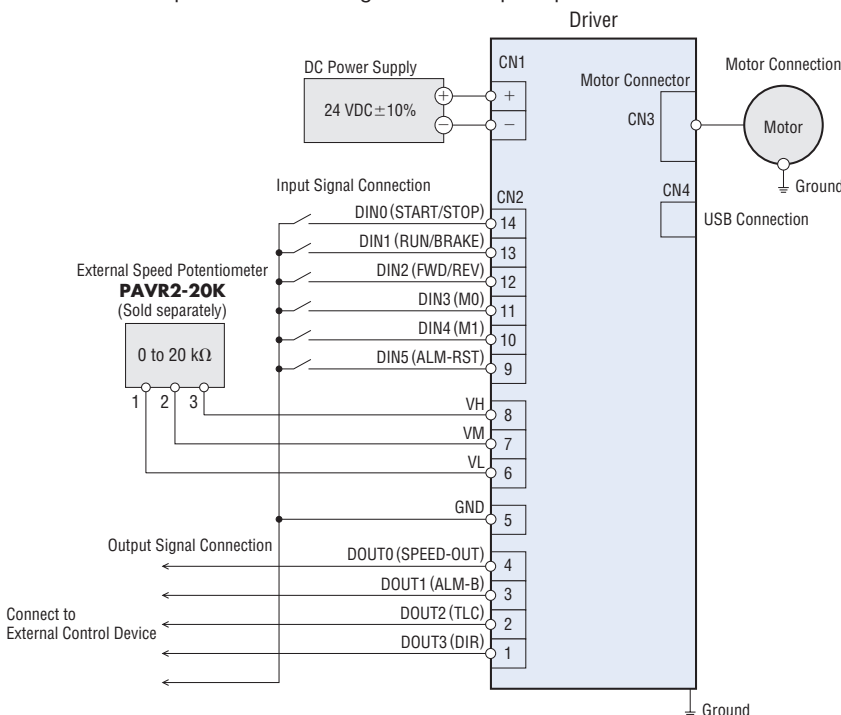 Driver
DC Power Supply
24 VDC±10%
+
−
CN1
+
−
Motor Connector
CN3
Motor Connection
Motor
Ground
CN4
USB Connection
Input Signal Connection
CN2
DIN0 (START/STOP) 14
DIN1 (RUN/BRAKE) 13
DIN2 (FWD/REV) 12
DIN3 (M0) 11
DIN4 (M1) 10
DIN5 (ALM-RST) 9
External Speed Potentiometer
PAVR2-20K
(Sold separately)
0 to 20 kΩ
1 2 3
VH 8
VM 7
VL 6
GND 5
Output Signal Connection
DOUT0 (SPEED-OUT) 4
DOUT1 (ALM-B) 3
DOUT2 (TLC) 2
DOUT3 (DIR) 1
Connect to
External Control Device
Ground